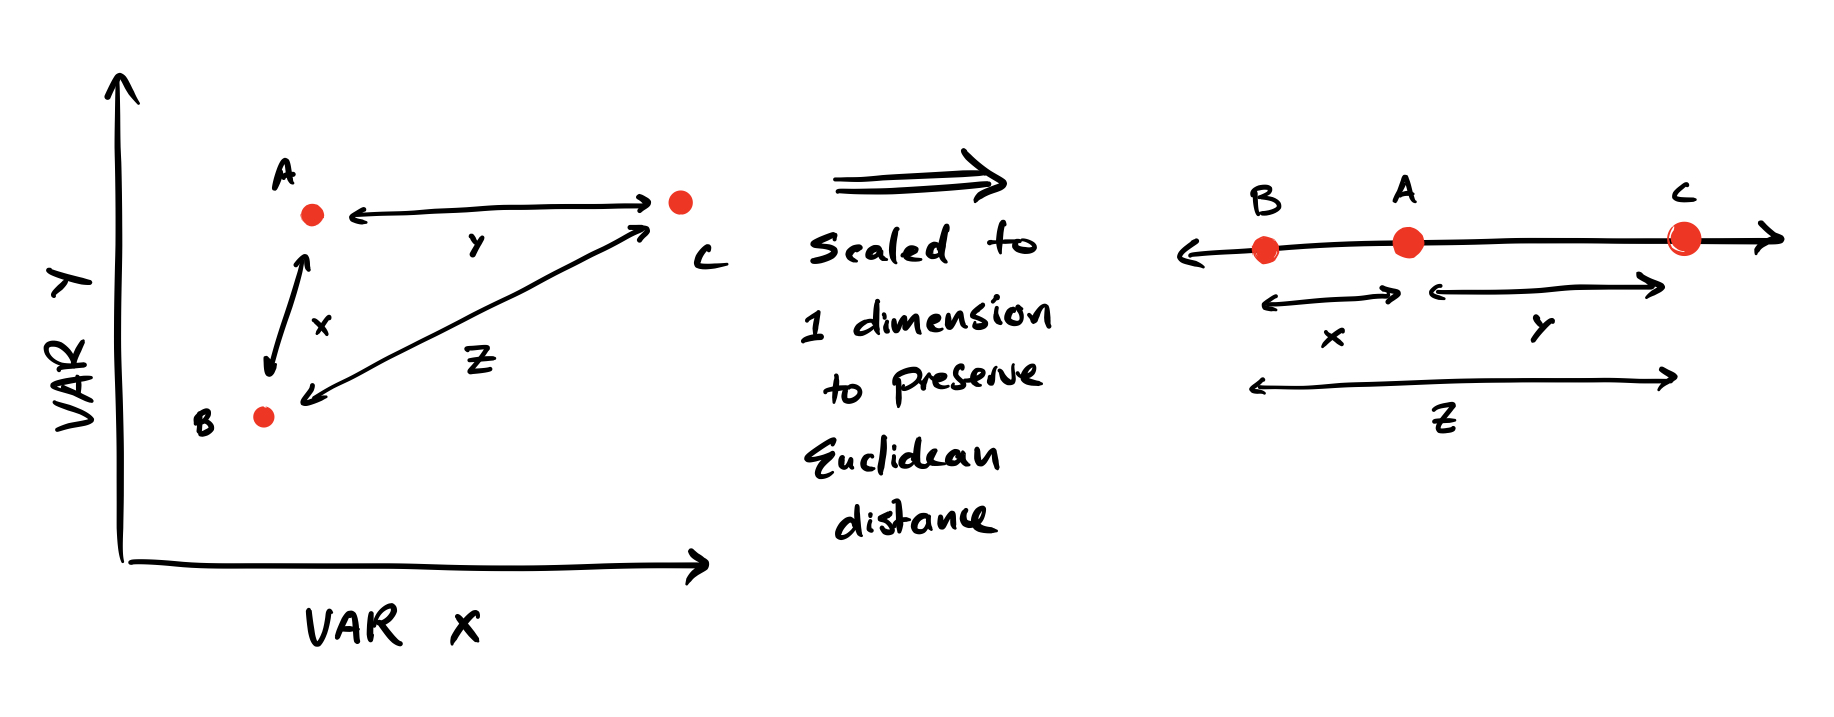 A
y
C
x
Z
B
VAR Y
VAR X
Scaled to
1 dimension
to preserve
Euclidean
distance
B
A
C
x
y
Z